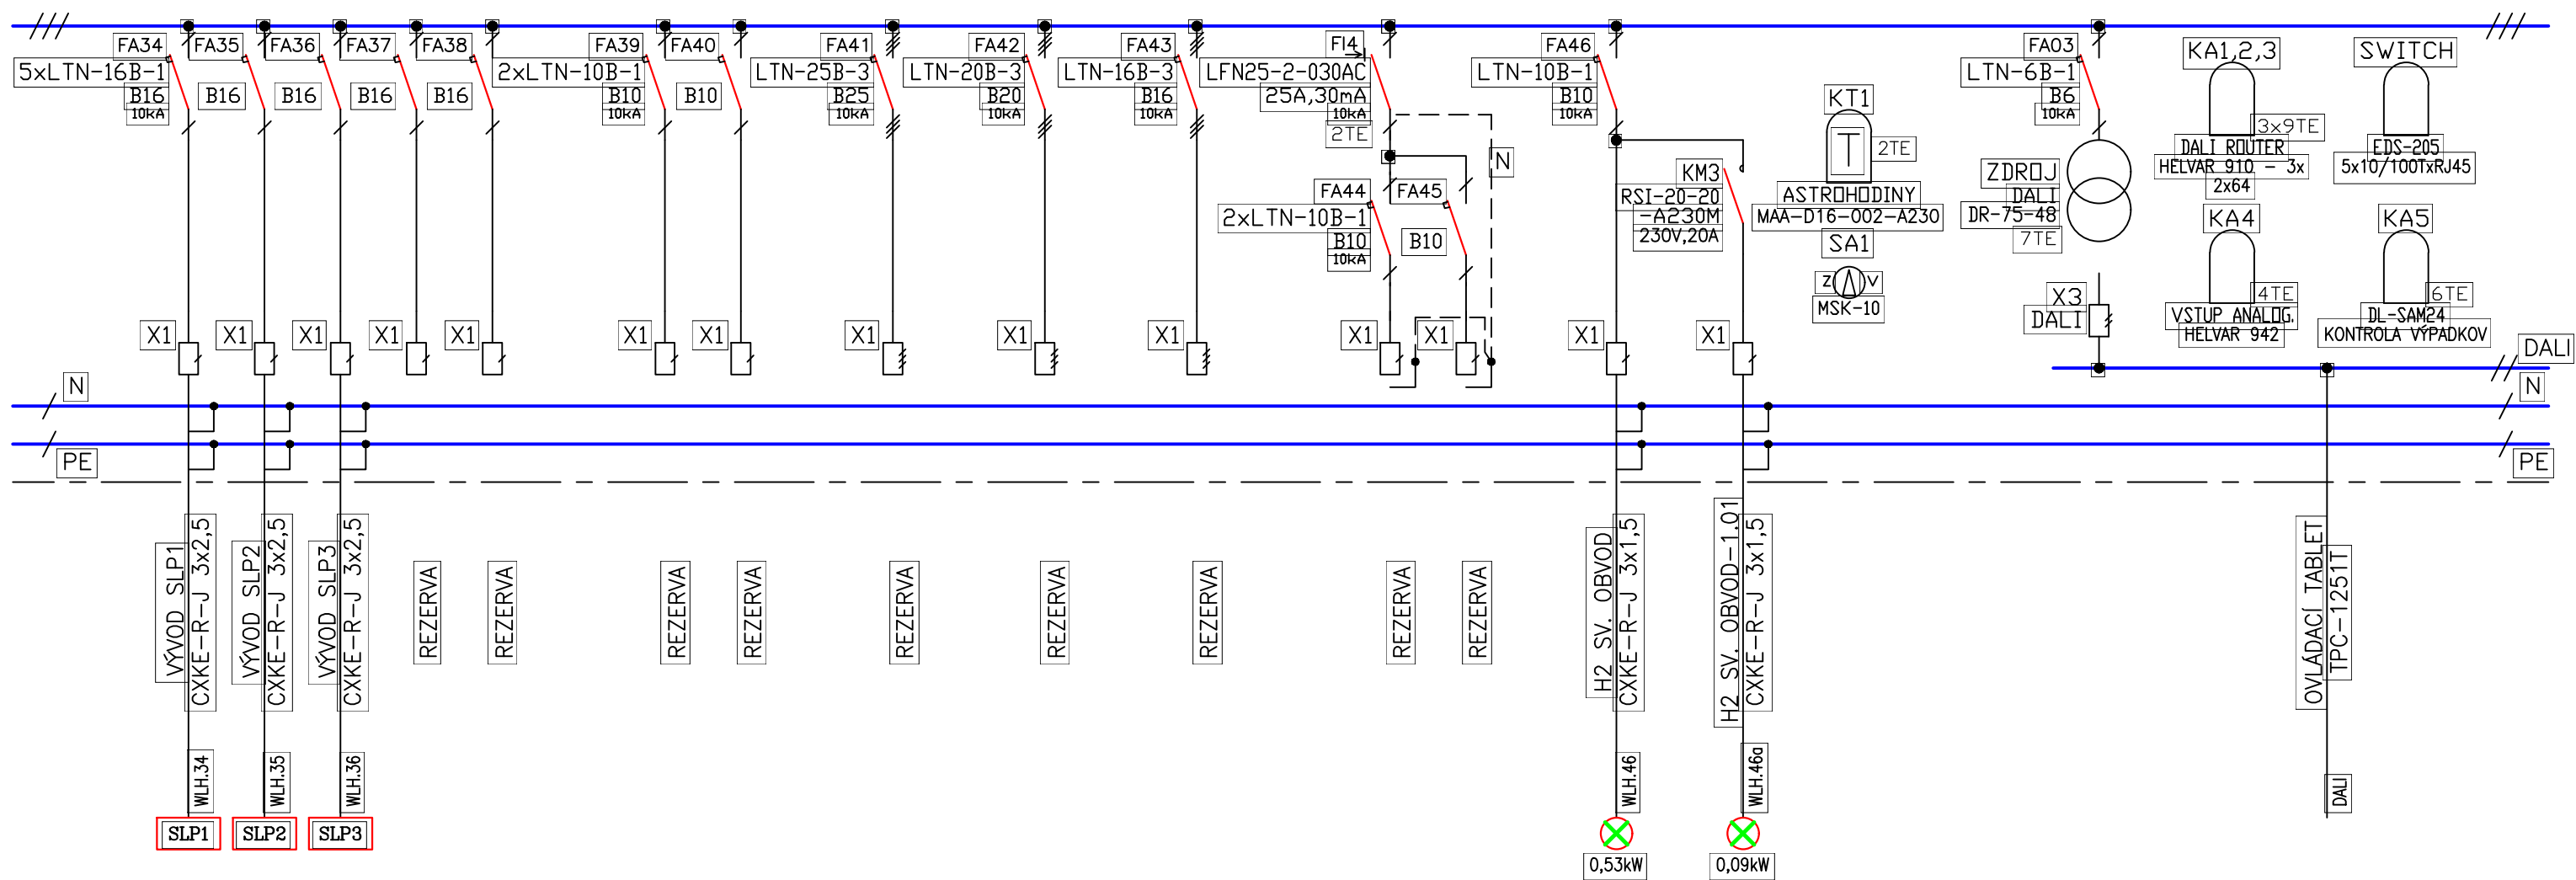 FA34
5xLTN-16B-1
B16
10kA
FA35
B16
FA36
B16
FA37
B16
FA38
B16
FA39
2xLTN-10B-1
B10
10kA
FA40
B10
FA41
LTN-25B-3
B25
10kA
FA42
LTN-20B-3
B20
10kA
FA43
LTN-16B-3
B16
10kA
FI4
LFN25-2-030AC
25A,30mA
10kA
2TE
N
FA44
2xLTN-10B-1
B10
10kA
FA45
B10
FA46
LTN-10B-1
B10
10kA
KM3
RSI-20-20
-A230M
230V,20A
KT1
T
2TE
ASTROHODINY
MAA-D16-002-A230
SA1
Z
V
MSK-10
FA03
LTN-6B-1
B6
10kA
ZDROJ
DALI
DR-75-48
7TE
X3
DALI
KA1,2,3
3x9TE
DALI ROUTER
HELVAR 910 - 3x
2x64
SWITCH
EDS-205
5x10/100TxRJ45
KA4
4TE
VSTUP ANALOG.
HELVAR 942
KA5
6TE
DL-SAM24
KONTROLA VÝPADKOV
X1
X1
X1
X1
X1
X1
X1
X1
X1
X1
X1
X1
X1
X1
DALI
N
N
PE
PE
VÝVOD SLP1
CXKE-R-J 3x2,5
VÝVOD SLP2
CXKE-R-J 3x2,5
VÝVOD SLP3
CXKE-R-J 3x2,5
REZERVA
REZERVA
REZERVA
REZERVA
REZERVA
REZERVA
REZERVA
REZERVA
REZERVA
H2 SV. OBVOD
CXKE-R-J 3x1,5
H2 SV. OBVOD-1.01
CXKE-R-J 3x1,5
OVLÁDACÍ TABLET
TPC-1251T
WLH.34
WLH.35
WLH.36
WLH.46
WLH.46a
DALI
SLP1
SLP2
SLP3
0,53kW
0,09kW